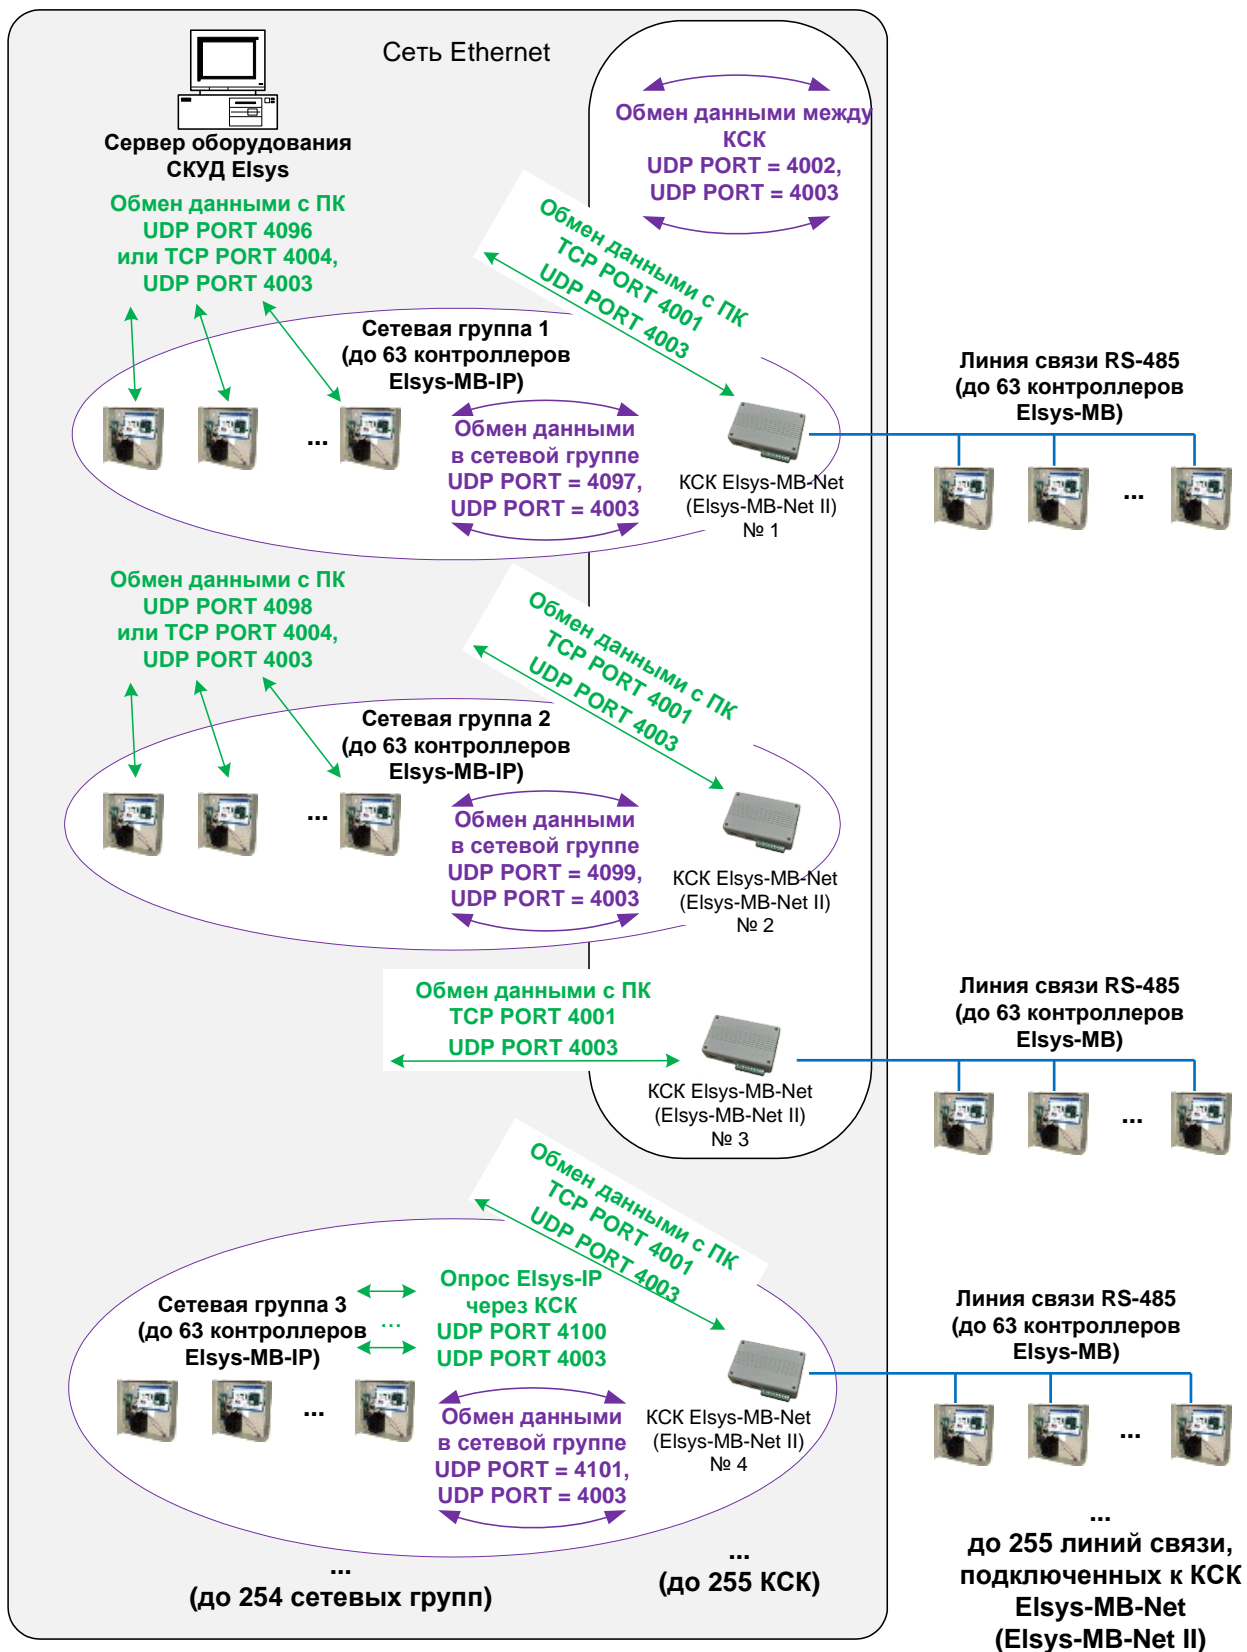 Сеть Ethernet
Сервер оборудования
СКУД Elsys
Обмен данными между
КСК
UDP PORT = 4002,
UDP PORT = 4003
Обмен данными с ПК
UDP PORT 4096
или TCP PORT 4004,
UDP PORT 4003
Обмен данными с ПК
TCP PORT 4001
UDP PORT 4003
Сетевая группа 1
(до 63 контроллеров
Elsys-MB-IP)
...
Обмен данными
в сетевой группе
UDP PORT = 4097,
UDP PORT = 4003
КСК Elsys-MB-Net
(Elsys-MB-Net II)
№ 1
Линия связи RS-485
(до 63 контроллеров
Elsys-MB)
...
Обмен данными с ПК
UDP PORT 4098
или TCP PORT 4004,
UDP PORT 4003
Обмен данными с ПК
TCP PORT 4001
UDP PORT 4003
Сетевая группа 2
(до 63 контроллеров
Elsys-MB-IP)
...
Обмен данными
в сетевой группе
UDP PORT = 4099,
UDP PORT = 4003
КСК Elsys-MB-Net
(Elsys-MB-Net II)
№ 2
Обмен данными с ПК
TCP PORT 4001
UDP PORT 4003
КСК Elsys-MB-Net
(Elsys-MB-Net II)
№ 3
Линия связи RS-485
(до 63 контроллеров
Elsys-MB)
...
Обмен данными с ПК
TCP PORT 4001
UDP PORT 4003
Сетевая группа 3
(до 63 контроллеров
Elsys-MB-IP)
...
...
Опрос Elsys-IP
через КСК
UDP PORT 4100
UDP PORT 4003
Обмен данными
в сетевой группе
UDP PORT = 4101,
UDP PORT = 4003
КСК Elsys-MB-Net
(Elsys-MB-Net II)
№ 4
Линия связи RS-485
(до 63 контроллеров
Elsys-MB)
...
...
(до 254 сетевых групп)
...
(до 255 КСК)
...
до 255 линий связи,
подключенных к КСК
Elsys-MB-Net
(Elsys-MB-Net II)